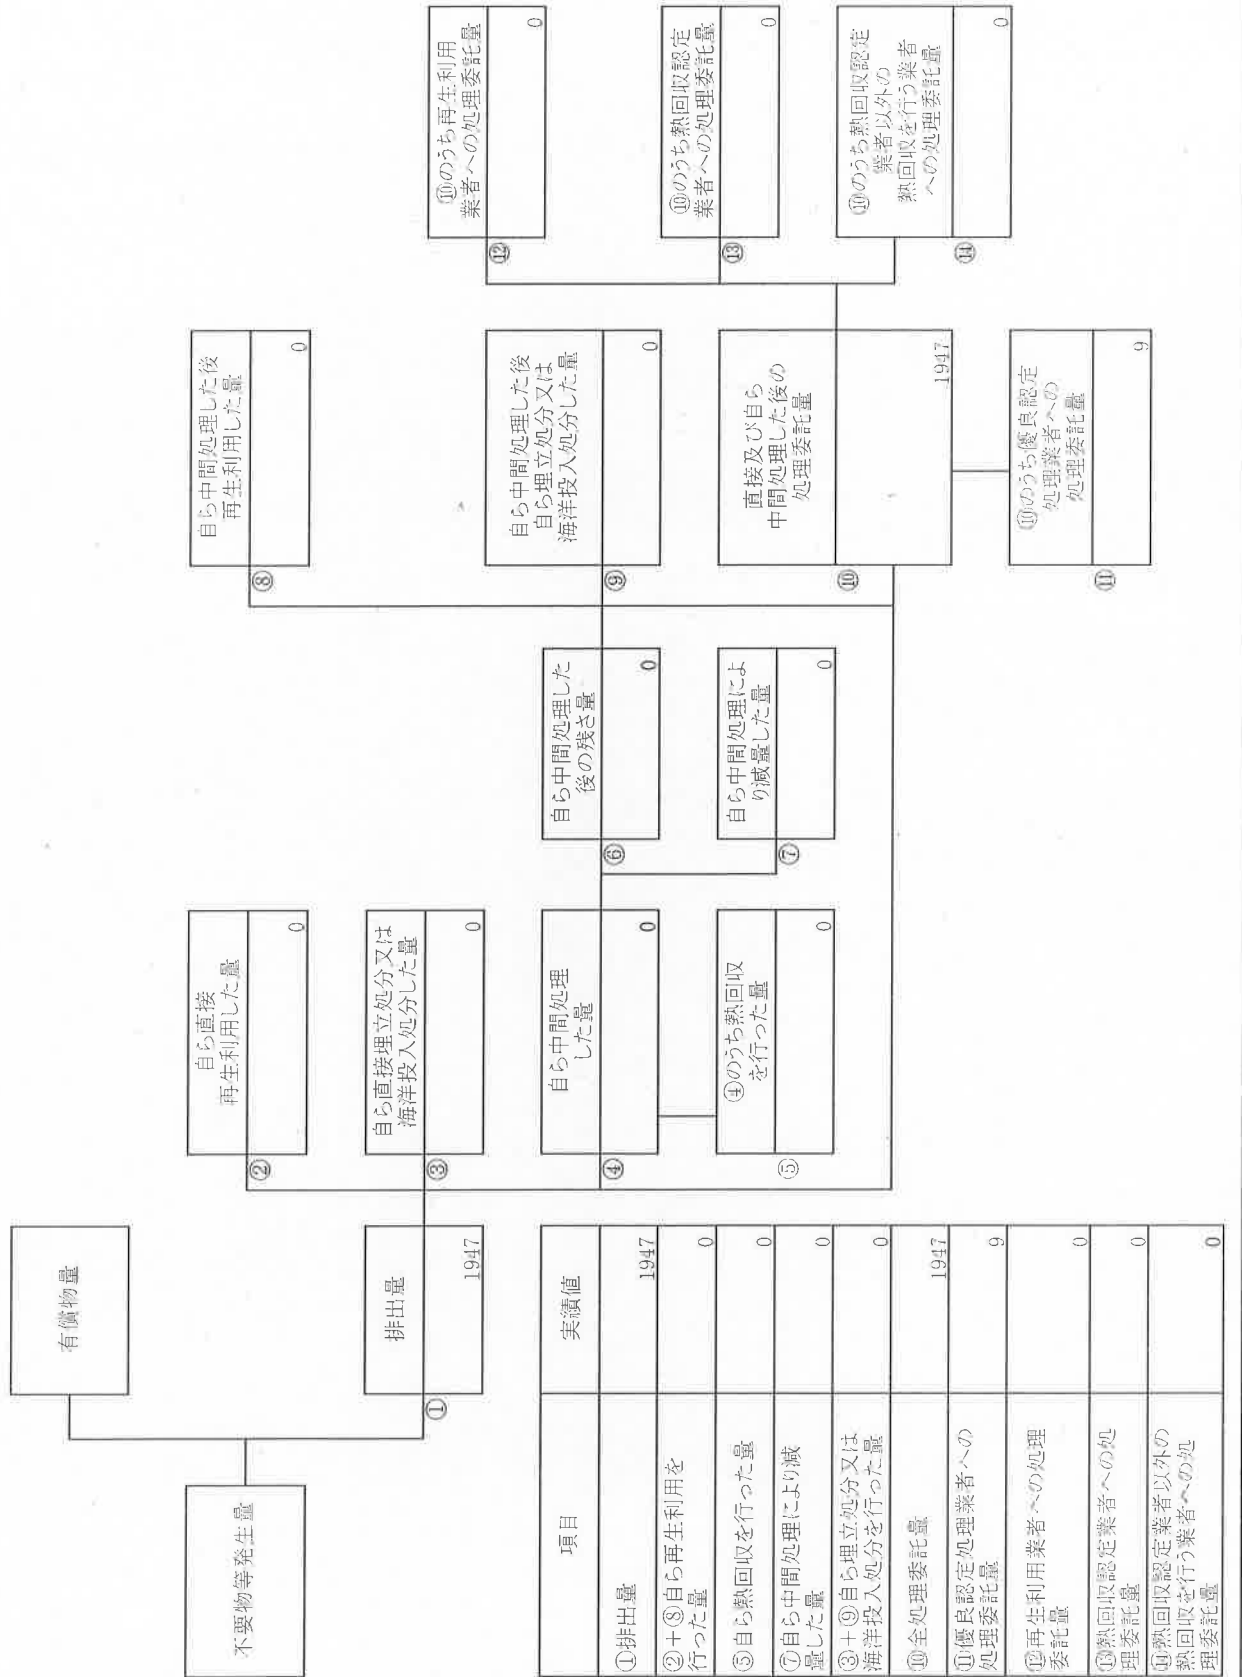 有償物量
不要物等発生量
①
排出量
1947
②
自ら直接
再生利用した量
0
③
自ら直接埋立処分又は
海洋投入処分した量
0
④
自ら中間処理
した量
0
⑤
④のうち熱回収
を行った量
0
⑥
自ら中間処理した
後の残さ量
0
⑦
自ら中間処理によ
り減量した量
0
⑧
自ら中間処理した後
再生利用した量
0
⑨
自ら中間処理した後
自ら埋立処分又は
海洋投入処分した量
0
⑩
直接及び自ら
中間処理した後の
処理委託量
1947
⑪
⑩のうち優良認定
処理業者への
処理委託量
9
⑫
⑩のうち再生利用
業者への処理委託量
0
⑬
⑩のうち熱回収認定
業者への処理委託量
0
⑭
⑩のうち熱回収認定
業者以外の
熱回収を行う業者
への処理委託量
0
項目
実績値
①排出量
1947
②+⑧自ら再生利用を
行った量
0
⑤自ら熱回収を行った量
0
⑦自ら中間処理により減
量した量
0
③+⑨自ら埋立処分又は
海洋投入処分を行った量
0
⑩全処理委託量
1947
⑪優良認定処理業者への
処理委託量
9
⑫再生利用業者への処理
委託量
0
⑬熱回収認定業者への処
理委託量
0
⑭熱回収認定業者以外の
熱回収を行う業者への処
理委託量
0